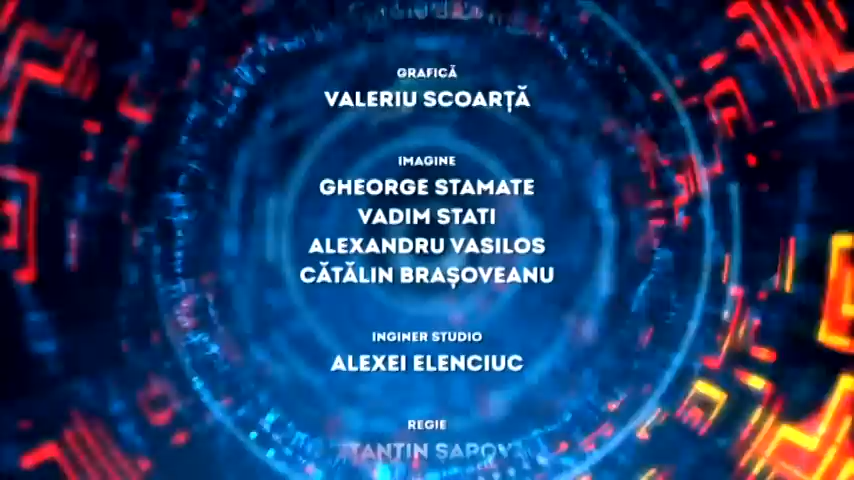 GRAFICĂ
VALERIU SCOARȚĂ
IMAGINE
GHEORGE STAMATE
VADIM STATI
ALEXANDRU VASILOS
CĂTĂLIN BRAȘOVEANU
INGINER STUDIO
ALEXEI ELENCIUC
REGIE